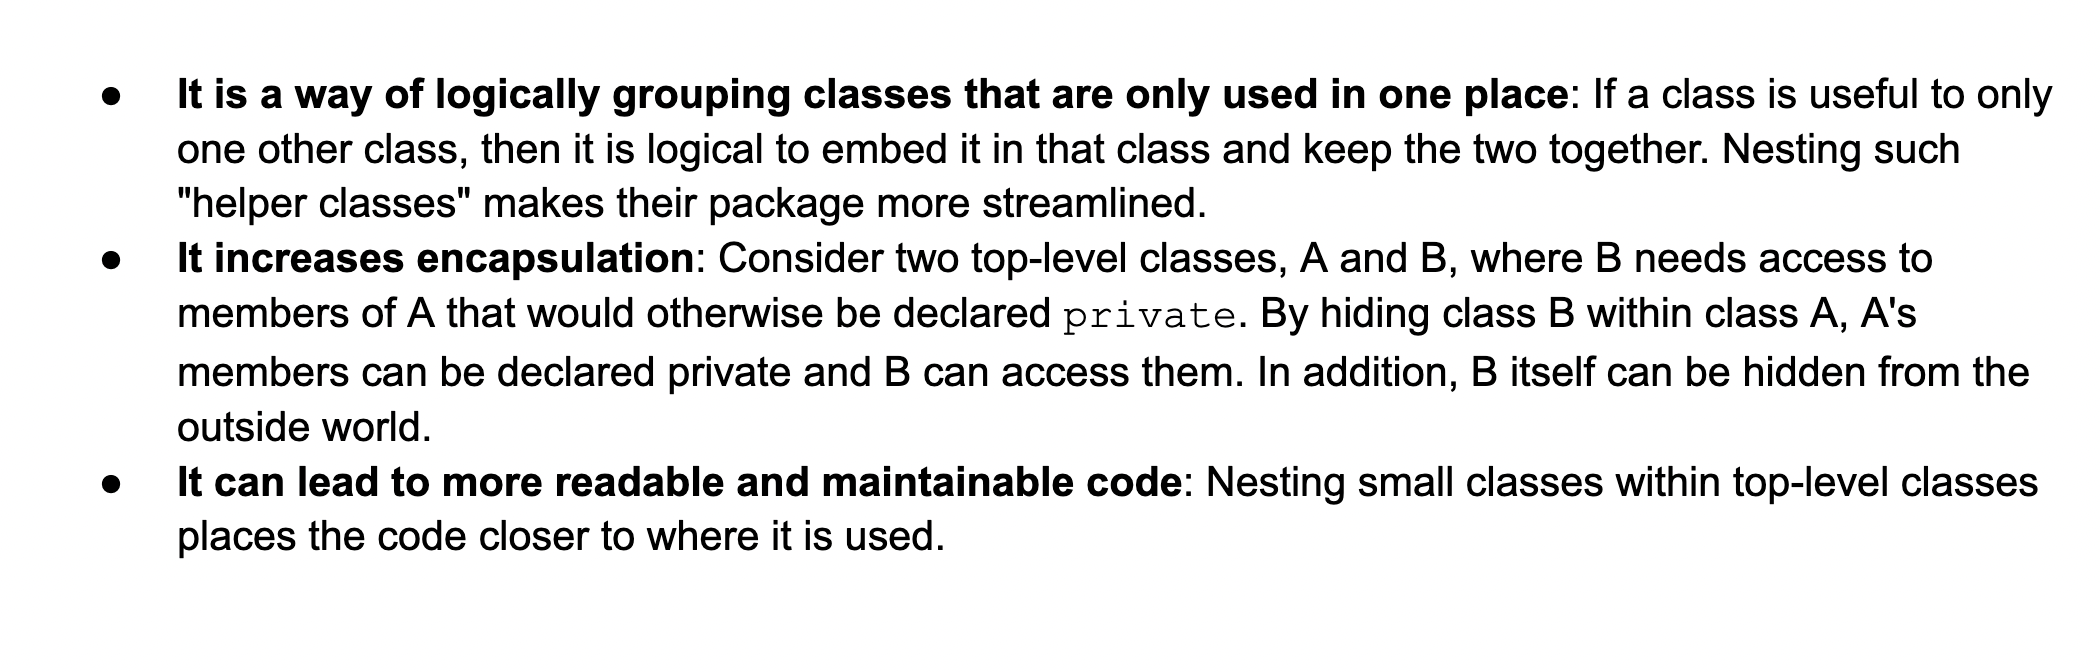 ● It is a way of logically grouping classes that are only used in one place: If a class is useful to only
one other class, then it is logical to embed it in that class and keep the two together. Nesting such
"helper classes" makes their package more streamlined.
● It increases encapsulation: Consider two top-level classes, A and B, where B needs access to
members of A that would otherwise be declared private. By hiding class B within class A, A's
members can be declared private and B can access them. In addition, B itself can be hidden from the
outside world.
● It can lead to more readable and maintainable code: Nesting small classes within top-level classes
places the code closer to where it is used.